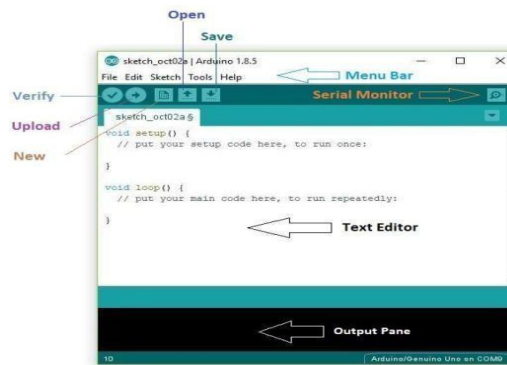 Open
Save
sketch_oct02a | Arduino 1.8.5
File Edit Sketch Tools Help
Menu Bar
Verify
Serial Monitor
Upload
sketch_oct02a §
New
void setup() {
// put your setup code here, to run once:
}
void loop() {
// put your main code here, to run repeatedly:
}
Text Editor
Output Pane
10
Arduino/Genuino Uno on COM9